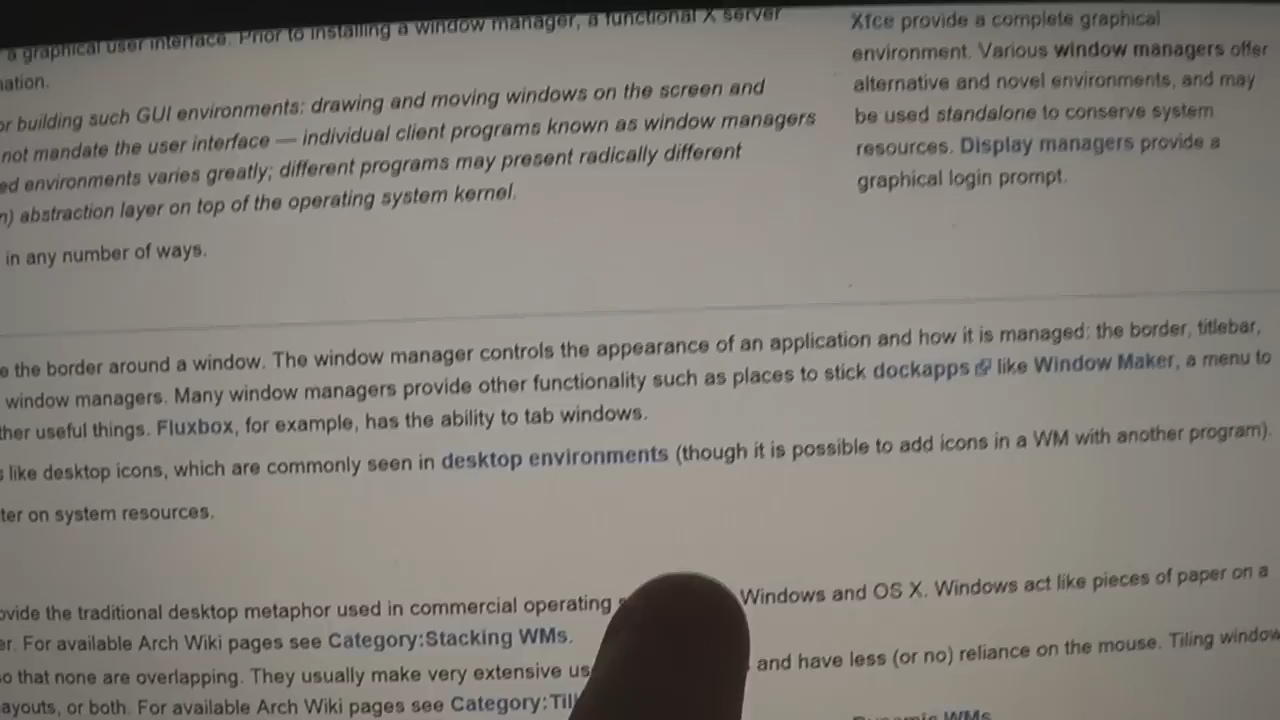 a graphical user interface. Prior to installing a window manager, a functional X server
or building such GUI environments: drawing and moving windows on the screen and
not mandate the user interface — individual client programs known as window managers
environments varies greatly; different programs may present radically different
abstraction layer on top of the operating system kernel.
in any number of ways.
Xfce provide a complete graphical
environment. Various window managers offer
alternative and novel environments, and may
be used standalone to conserve system
resources. Display managers provide a
graphical login prompt.
the border around a window. The window manager controls the appearance of an application and how it is managed: the border, titlebar,
window managers. Many window managers provide other functionality such as places to stick dockapps like Window Maker, a menu to
ther useful things. Fluxbox, for example, has the ability to tab windows.
like desktop icons, which are commonly seen in desktop environments (though it is possible to add icons in a WM with another program).
ter on system resources.
ovide the traditional desktop metaphor used in commercial operating Windows and OS X. Windows act like pieces of paper on a
er. For available Arch Wiki pages see Category:Stacking WMs.
so that none are overlapping. They usually make very extensive and have less (or no) reliance on the mouse. Tiling window
ayouts, or both. For available Arch Wiki pages see Category:
WMs